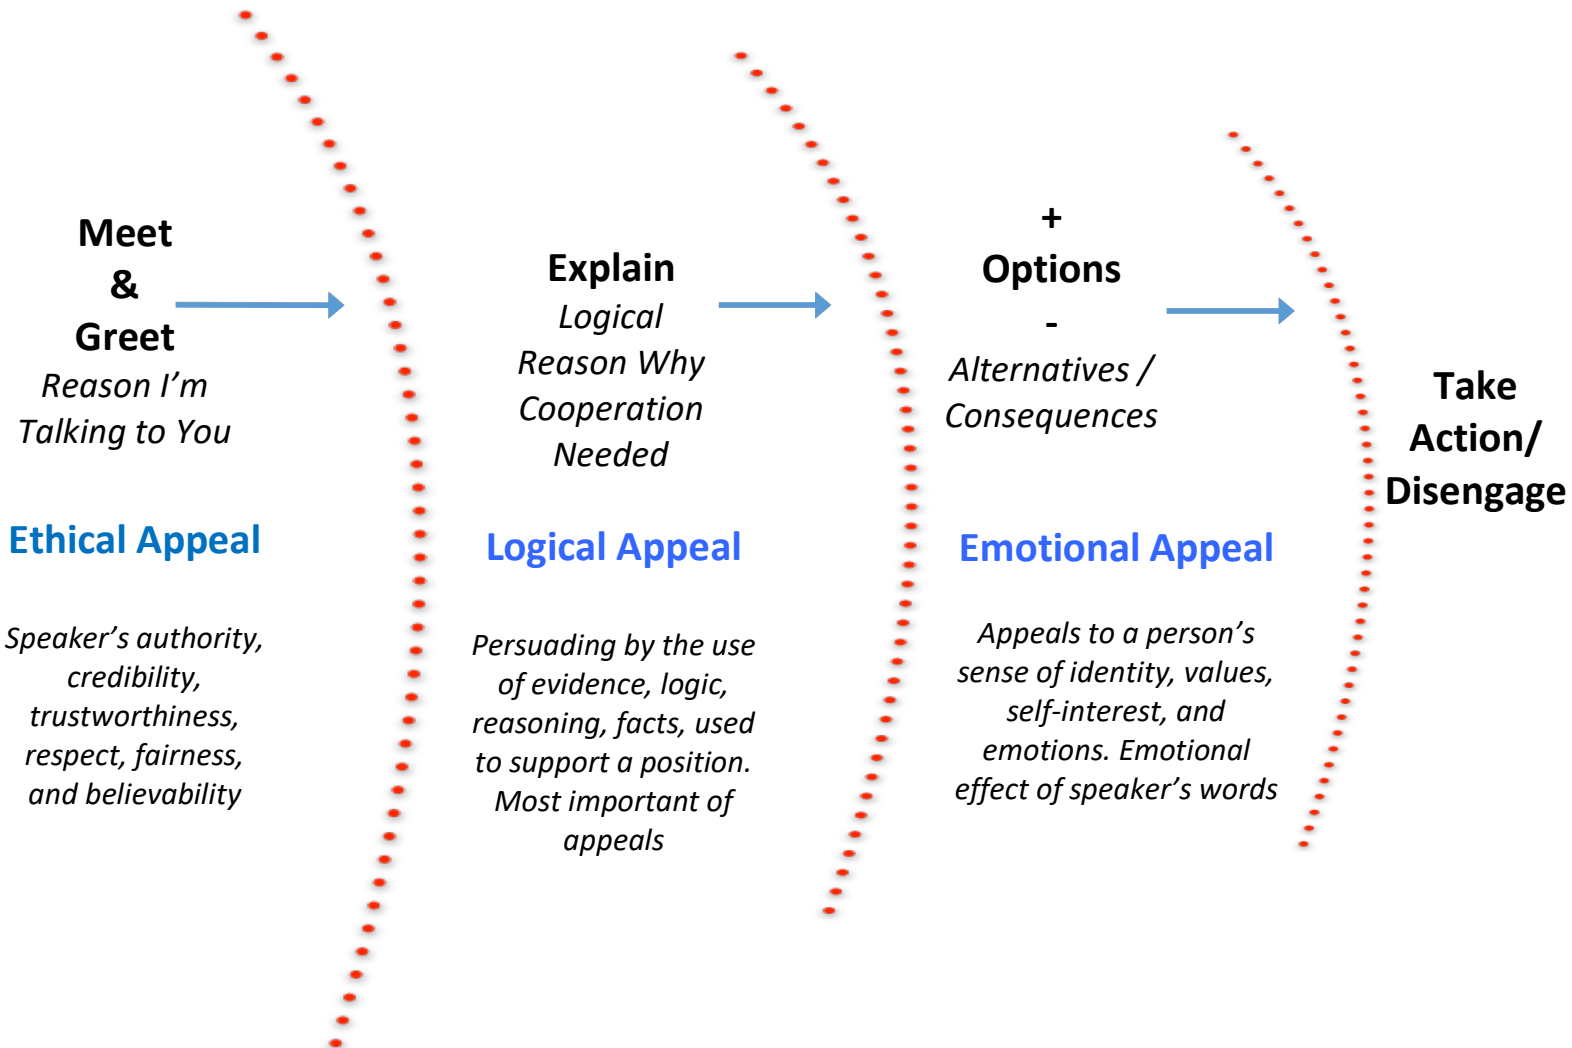 Meet
&
Greet
Reason I’m
Talking to You
Ethical Appeal
Speaker’s authority,
credibility,
trustworthiness,
respect, fairness,
and believability
Explain
Logical
Reason Why
Cooperation
Needed
Logical Appeal
Persuading by the use
of evidence, logic,
reasoning, facts, used
to support a position.
Most important of
appeals
+
Options
-
Alternatives /
Consequences
Emotional Appeal
Appeals to a person’s
sense of identity, values,
self-interest, and
emotions. Emotional
effect of speaker’s words
Take
Action/
Disengage